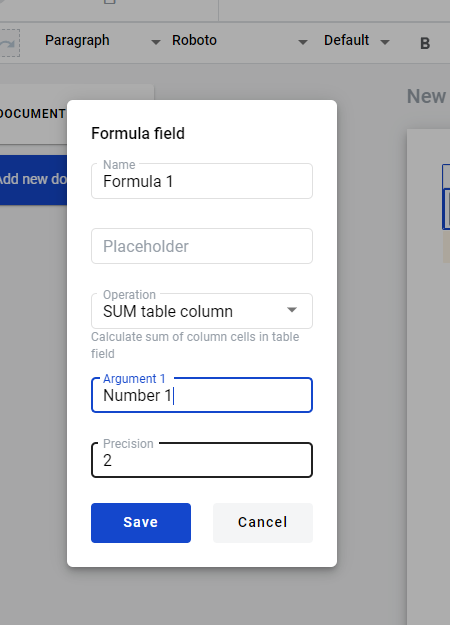 Paragraph
Roboto
Default
B
New
DOCUMENT
Add new do
Formula field
Name
Formula 1
Placeholder
Operation
SUM table column
Calculate sum of column cells in table
field
Argument 1
Number 1
Precision
2
Save
Cancel